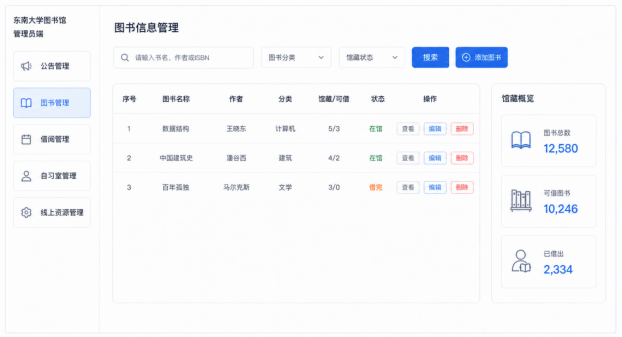 东南大学图书馆
管理员端
公告管理
图书管理
借阅管理
自习室管理
线上资源管理
图书信息管理
请输入书名、作者或ISBN
图书分类
馆藏状态
搜索
添加图书
序号 图书名称 作者 分类 馆藏/可借 状态 操作
1 数据结构 王晓东 计算机 5/3 在馆 查看 编辑 删除
2 中国建筑史 潘谷西 建筑 4/2 在馆 查看 编辑 删除
3 百年孤独 马尔克斯 文学 3/0 借完 查看 编辑 删除
馆藏概览
图书总数
12,580
可借图书
10,246
已借出
2,334